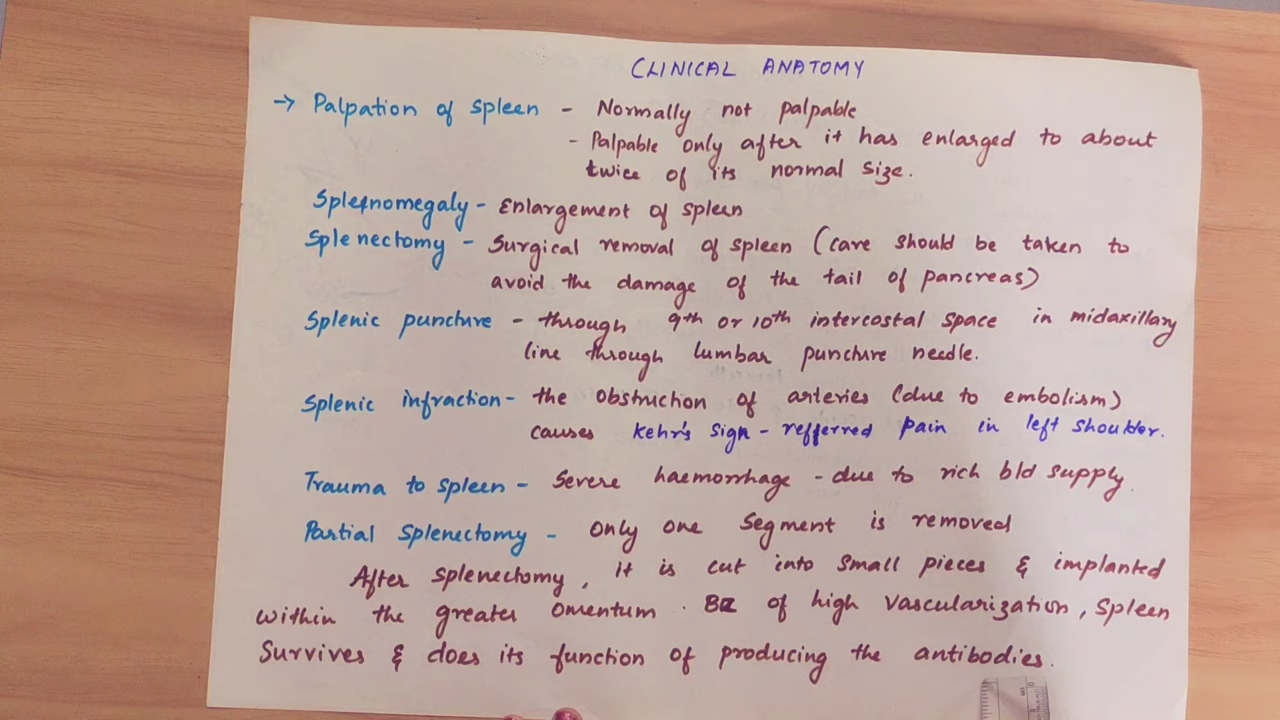 CLINICAL ANATOMY
→ Palpation of spleen - Normally not palpable
- Palpable only after it has enlarged to about
twice of its normal size.
Splenomegaly - Enlargement of spleen
Splenectomy - Surgical removal of spleen (care should be taken to
avoid the damage of the tail of pancreas)
Splenic puncture - through 9th or 10th intercostal space in midaxillary
line through lumbar puncture needle.
Splenic infraction - the obstruction of arteries (due to embolism)
causes kehr's sign - refferred pain in left shoulder.
Trauma to spleen - Severe haemorrhage - due to rich bld supply.
Partial Splenectomy - Only one segment is removed
After splenectomy, it is cut into small pieces & implanted
within the greater omentum. BZ of high vascularization, spleen
Survives & does its function of producing the antibodies.